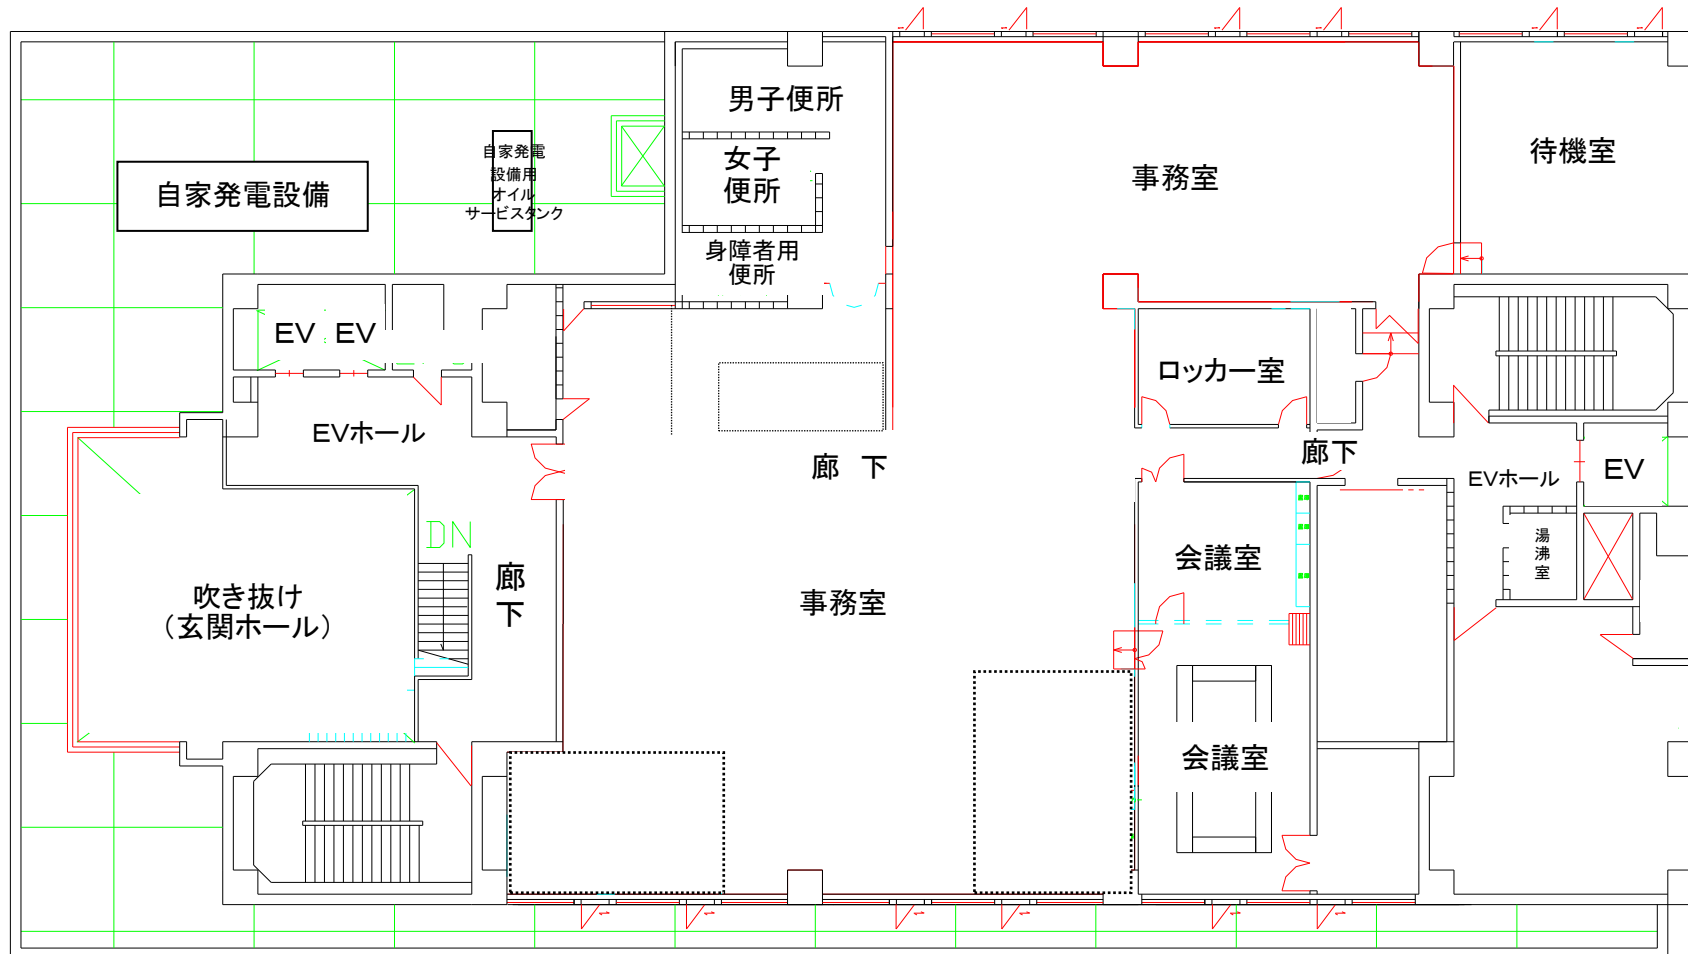 男子便所
女子
便所
身障者用
便所
自家発電設備
自家発電
設備用
オイル
サービスタンク
事務室
待機室
EV
EV
EVホール
ロッカー室
廊 下
廊下
EVホール
EV
湯
沸
室
DN
廊
下
吹き抜け
(玄関ホール)
事務室
会議室
会議室